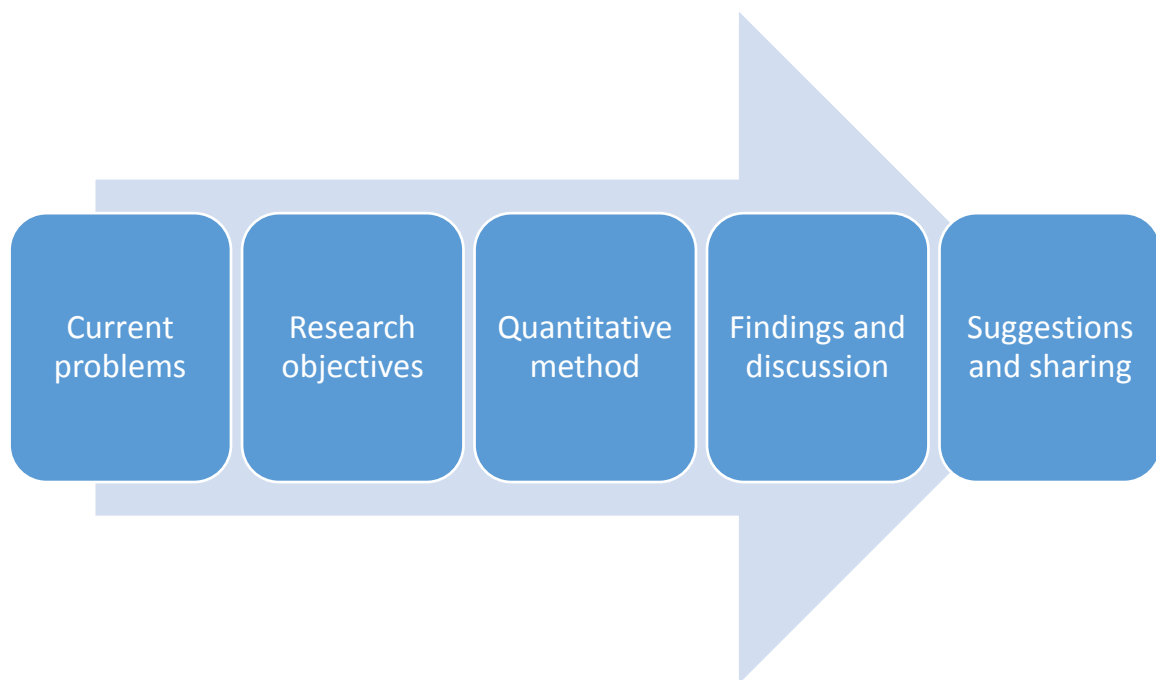 Current
problems
Research
objectives
Quantitative
method
Findings and
discussion
Suggestions
and sharing